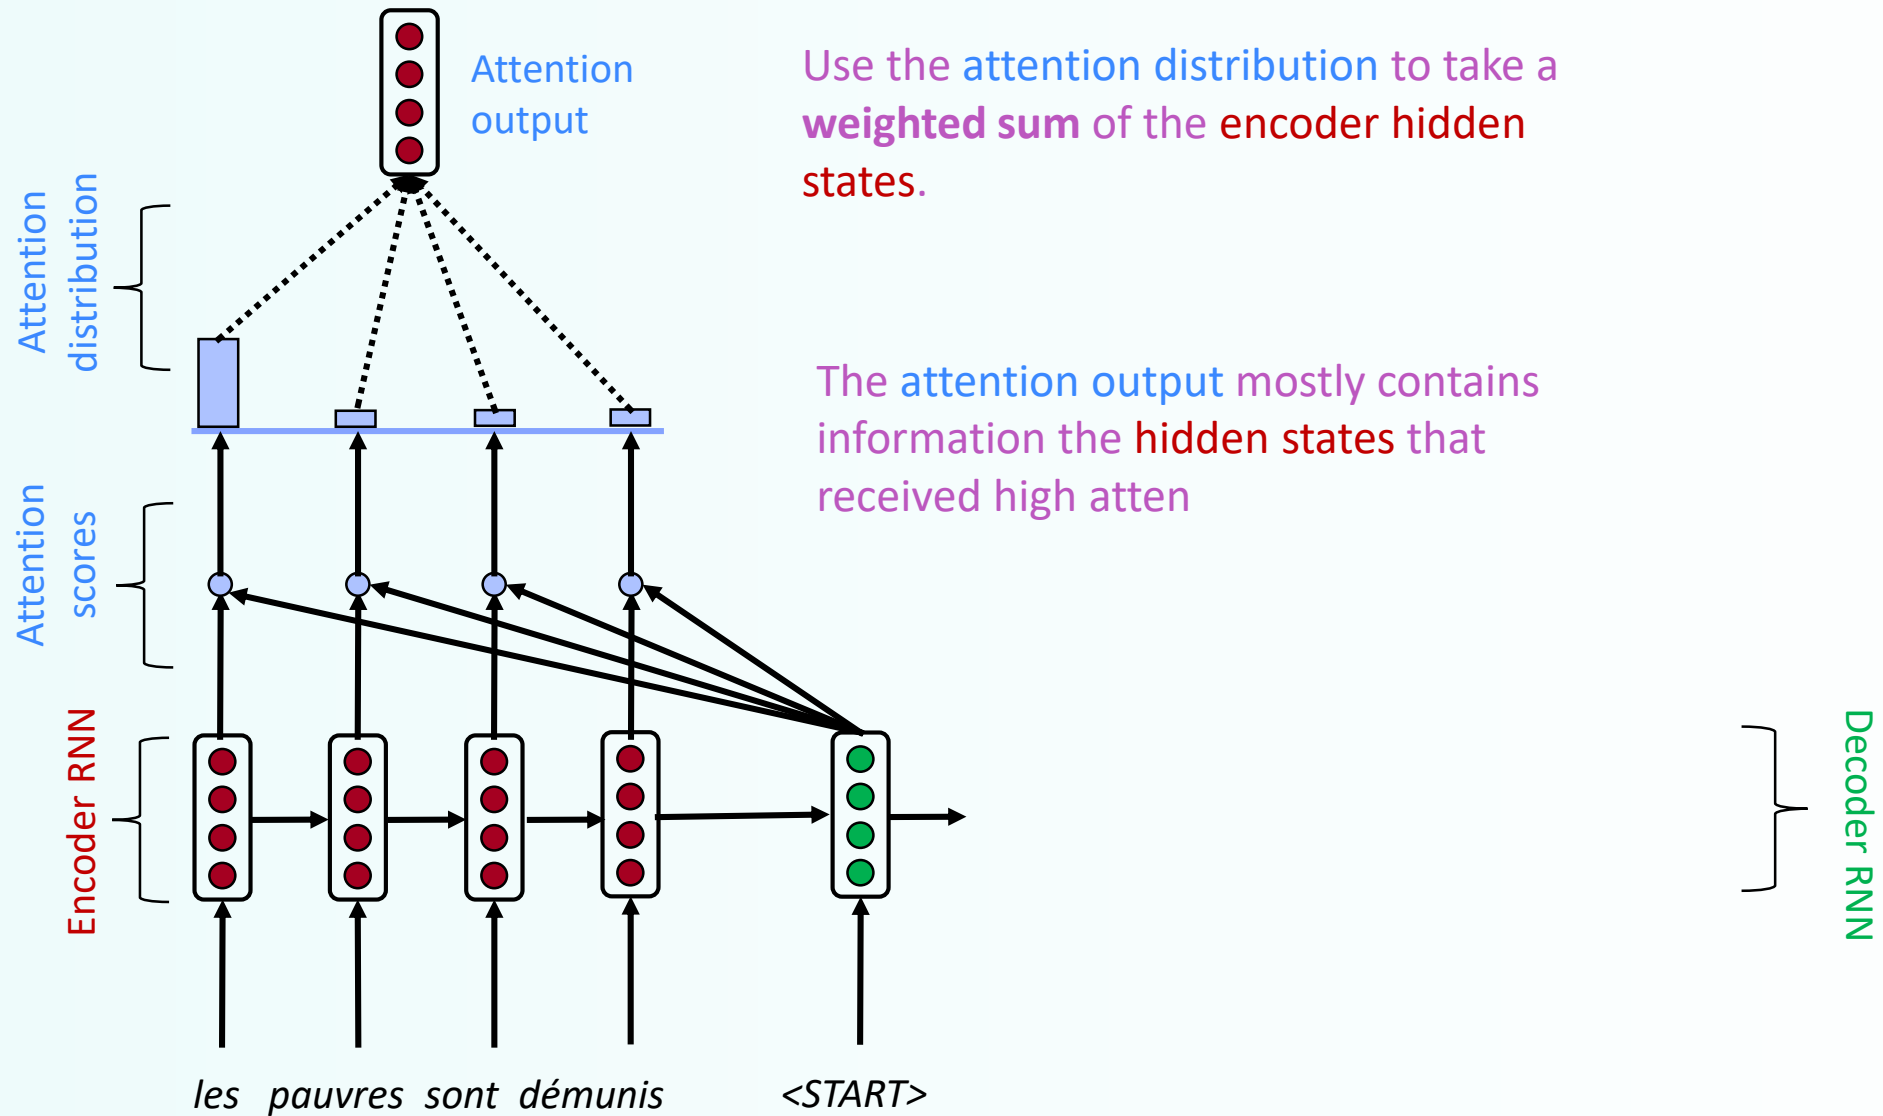 Attention
output
Use the attention distribution to take a
weighted sum of the encoder hidden
states.
Attention
distribution
The attention output mostly contains
information the hidden states that
received high atten
Attention
scores
Encoder RNN
Decoder RNN
les pauvres sont démunis
<START>